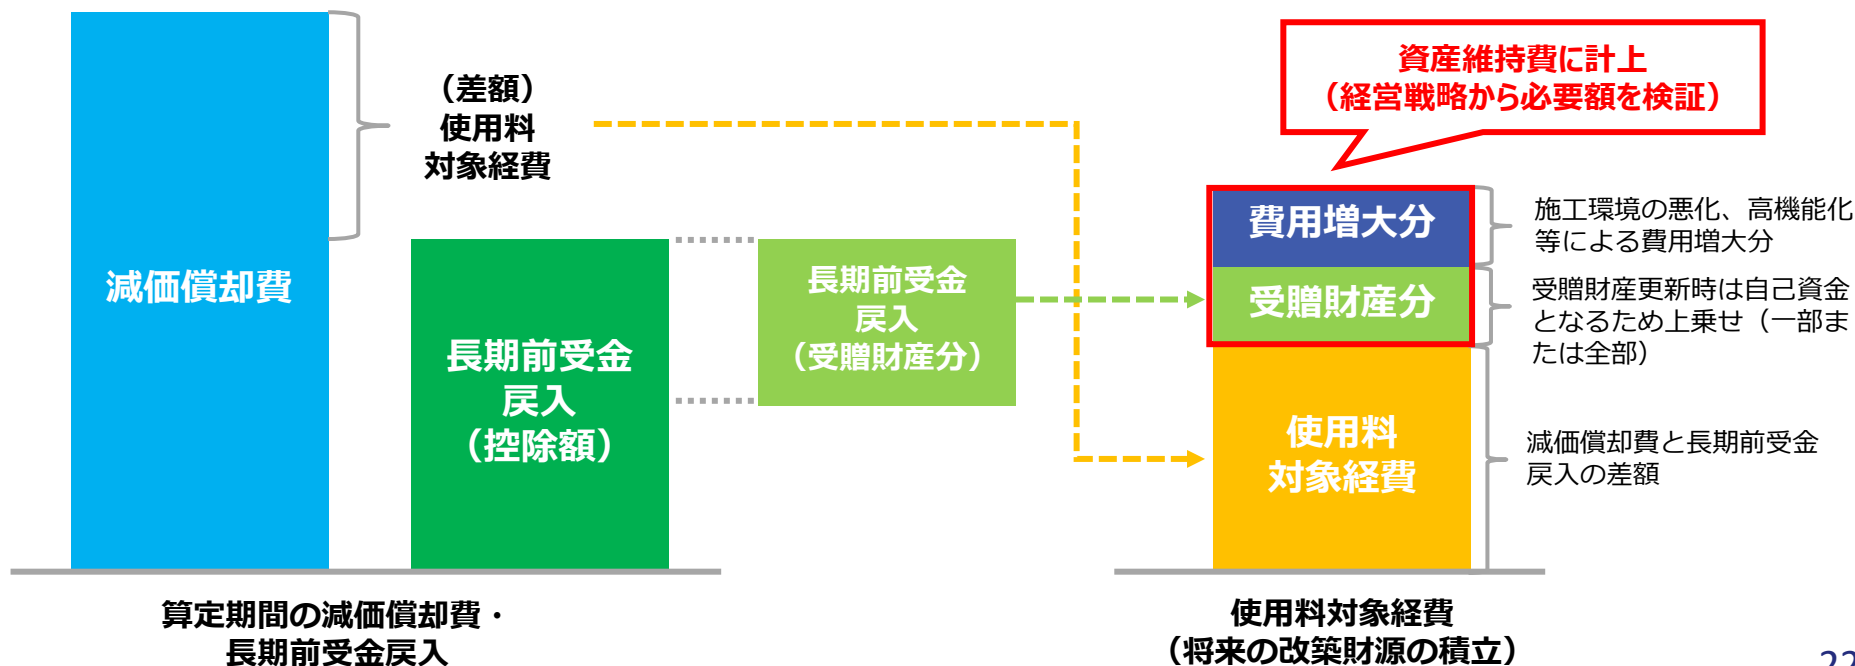 減価償却費
（差額）
使用料
対象経費
長期前受金
戻入
（控除額）
長期前受金
戻入
（受贈財産分）
算定期間の減価償却費・
長期前受金戻入
資産維持費に計上
（経営戦略から必要額を検証）
費用増大分
受贈財産分
使用料
対象経費
施工環境の悪化、高機能化
等による費用増大分
受贈財産更新時は自己資金
となるため上乗せ（一部ま
たは全部）
減価償却費と長期前受金
戻入の差額
使用料対象経費
（将来の改築財源の積立）
22